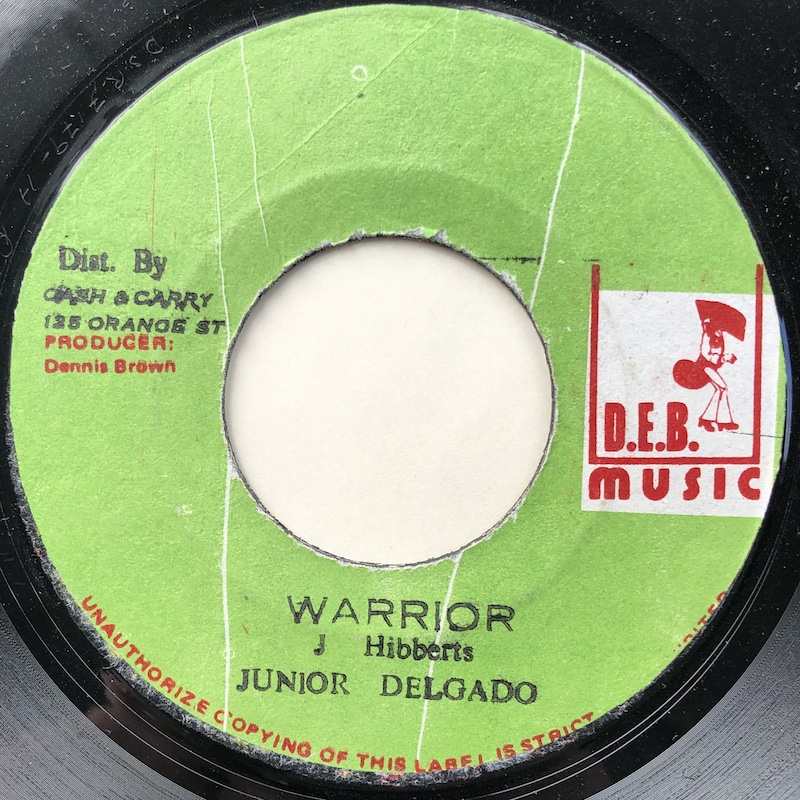 Dist. By
CASH & CARRY
125 ORANGE ST
PRODUCER:
Dennis Brown
D.E.B.
MUSIC
WARRIOR
J Hibberts
JUNIOR DELGADO
UNAUTHORIZE COPYING OF THIS LABEL IS STRICT